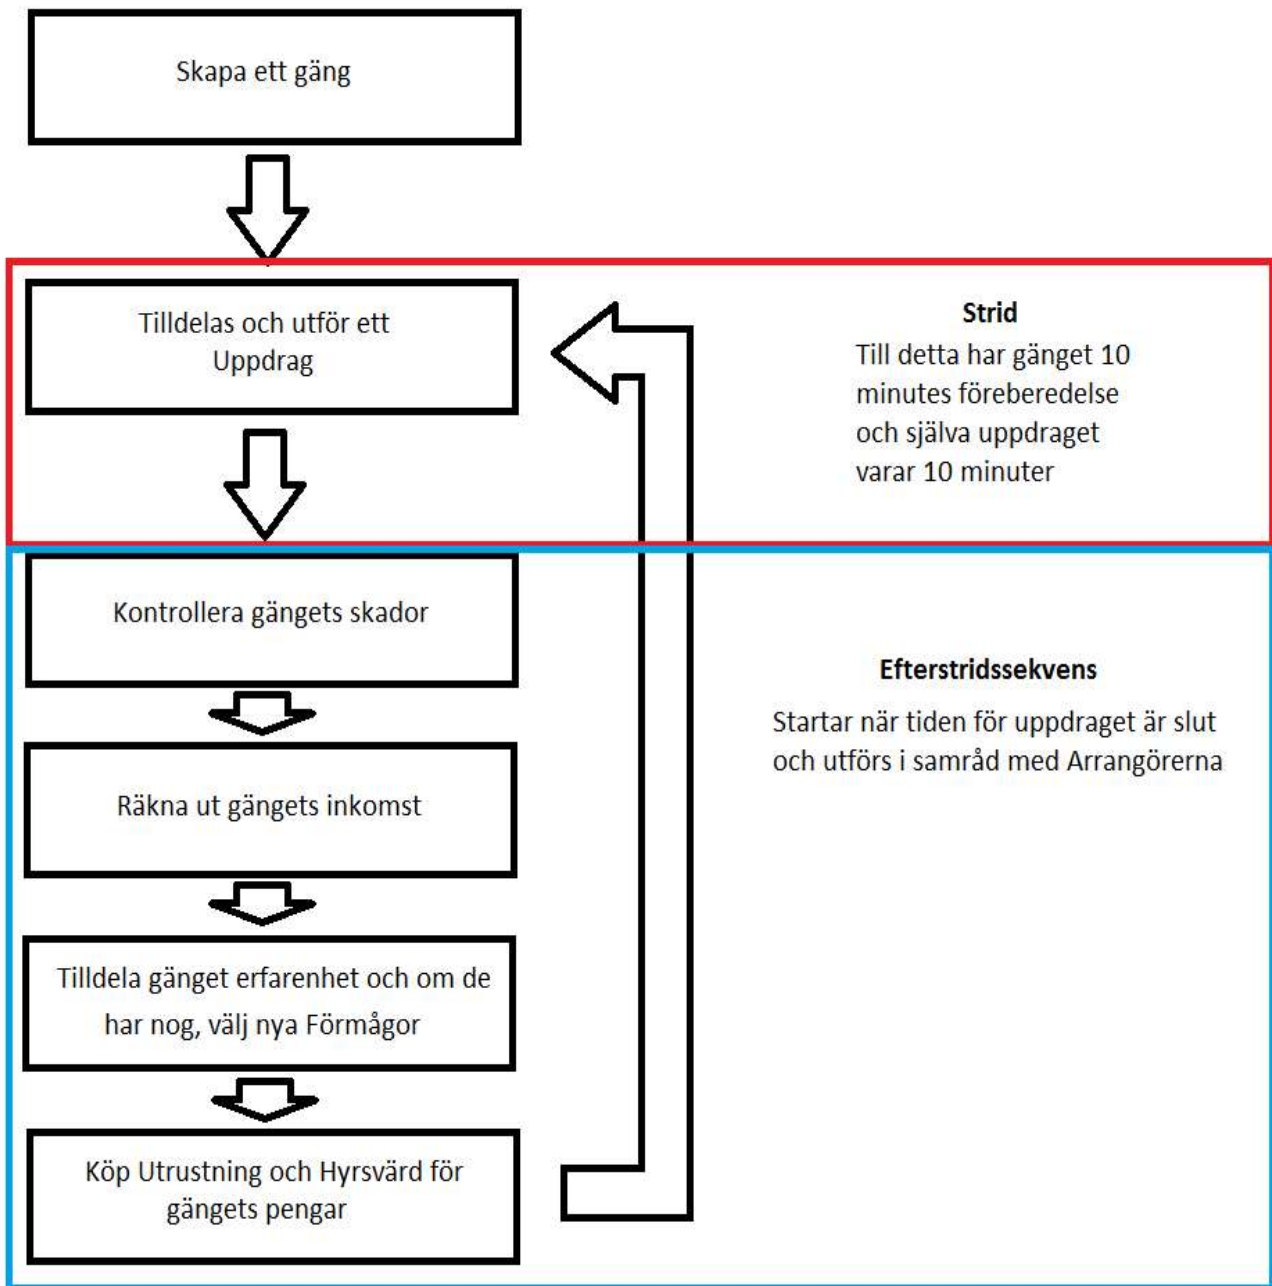 Skapa ett gäng
Tilldelas och utför ett
Uppdrag
Strid
Till detta har gänget 10
minutes föreberedelse
och själva uppdraget
varar 10 minuter
Kontrollera gängets skador
Efterstridssekvens
Startar när tiden för uppdraget är slut
och utförs i samråd med Arrangörerna
Räkna ut gängets inkomst
Tilldela gänget erfarenhet och om de
har nog, välj nya Förmågor
Köp Utrustning och Hyrsvärd för
gängets pengar